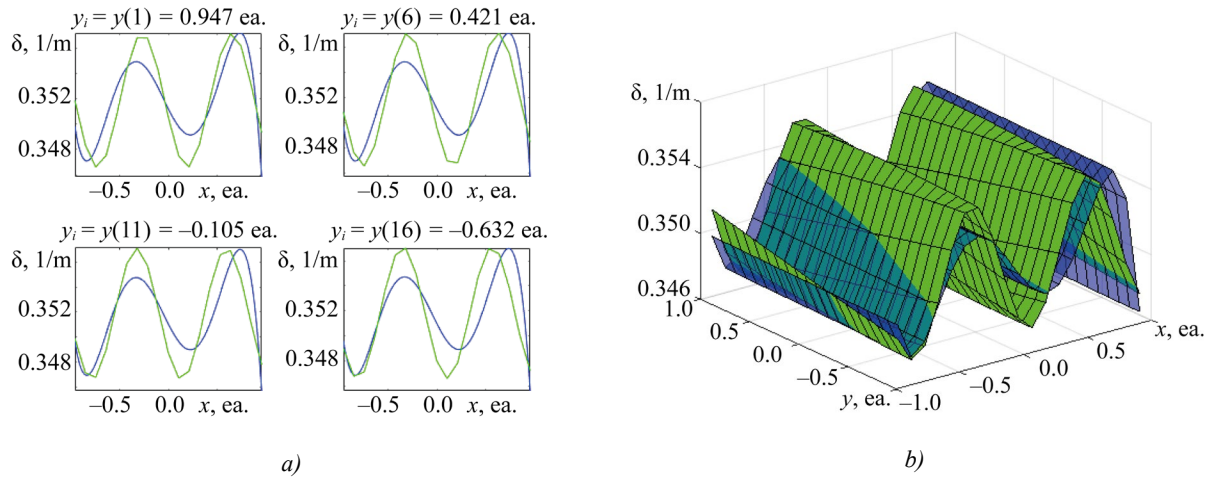 yᵢ = y(1) = 0.947 ea.
δ, 1/m
0.352
0.348
–0.5 0.0 x, ea.
yᵢ = y(6) = 0.421 ea.
δ, 1/m
0.352
0.348
–0.5 0.0 x, ea.
yᵢ = y(11) = –0.105 ea.
δ, 1/m
0.352
0.348
–0.5 0.0 x, ea.
yᵢ = y(16) = –0.632 ea.
δ, 1/m
0.352
0.348
–0.5 0.0 x, ea.
a)
δ, 1/m
0.354
0.350
0.346
1.0
0.5
0.0
–0.5
–1.0
y, ea.
–0.5
0.0
0.5
x, ea.
b)